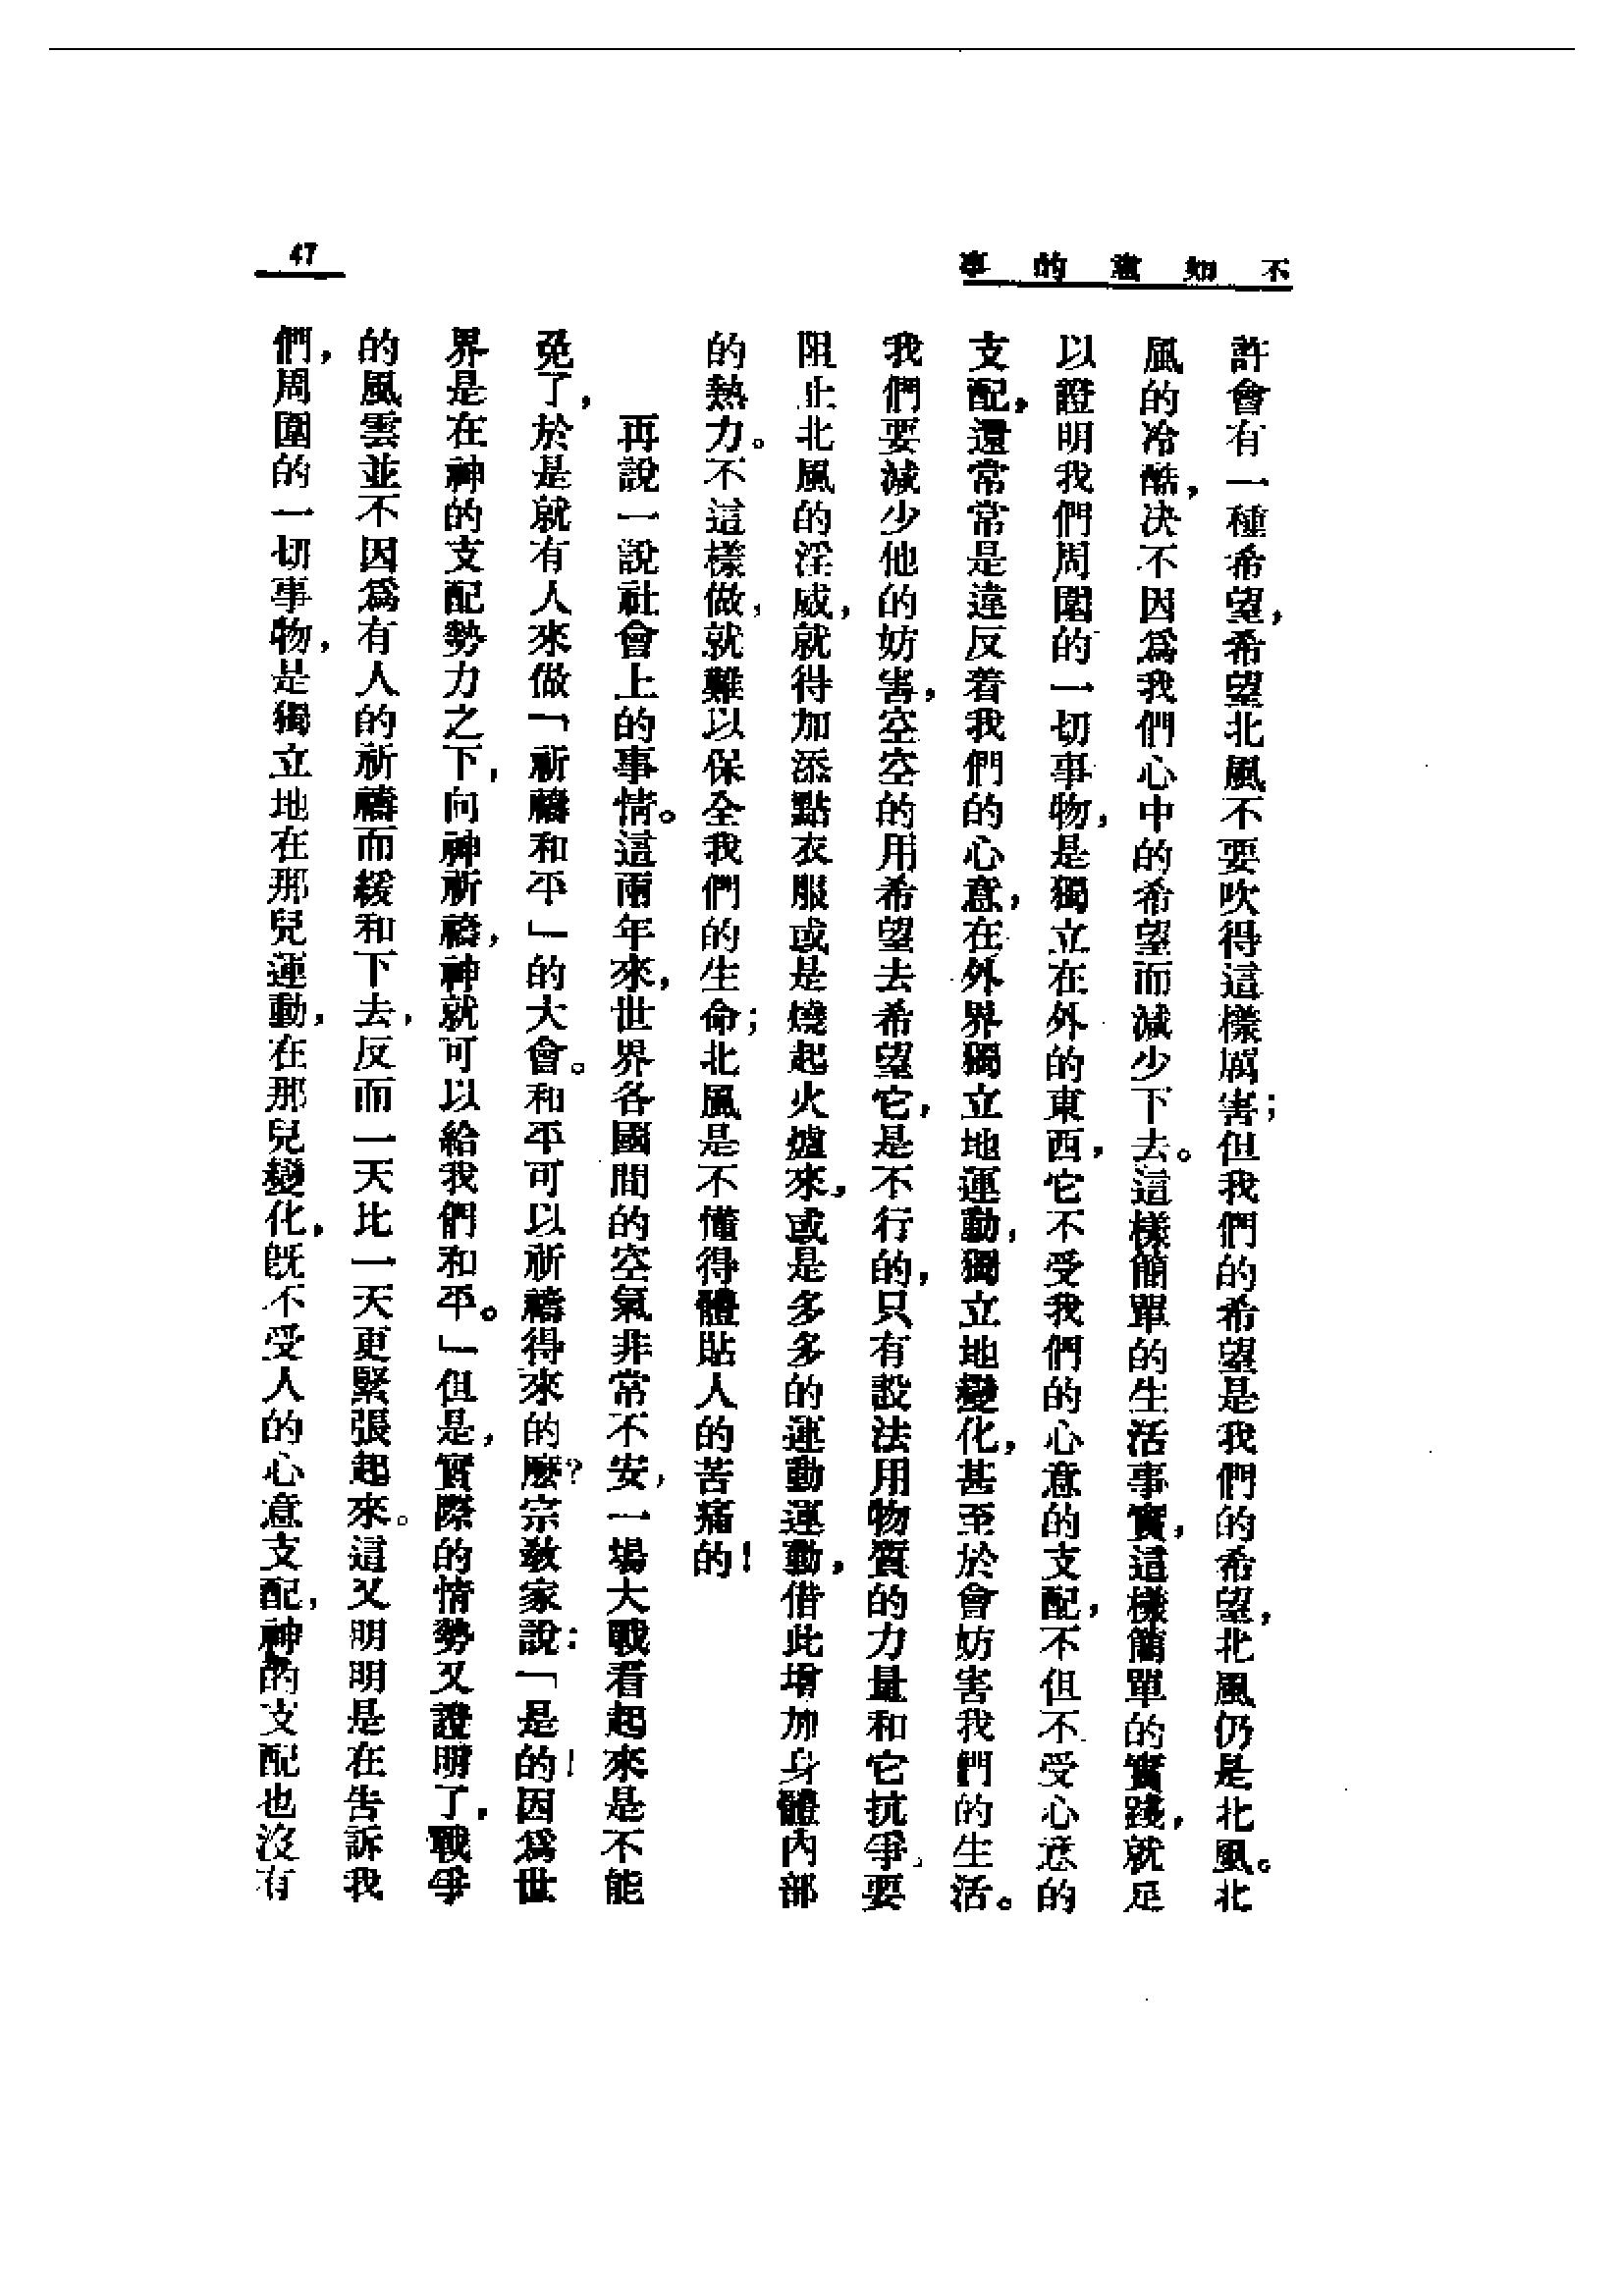 不如意的事
47
許會有一種希望，希望北風不要吹得這樣厲害；但我們的希望是我們的希望，北風仍是北風。北
風的冷酷，决不因爲我們心中的希望而減少下去。這樣簡單的生活事實，這樣簡單的實踐，就足
以證明我們周圍的一切事物，是獨立在外的東西，它不受我們的心意的支配，不但不受心意的
支配，還常常是違反着我們的心意，在外界獨立地運動，獨立地變化，甚至於會妨害我們的生活。
我們要減少他的妨害，空空的用希望去希望它，是不行的，只有設法用物質的力量和它抗爭，要
阻止北風的淫威，就得加添點衣服或是燒起火爐來，或是多多的運動運動，借此增加身體內部
的熱力。不這樣做，就難以保全我們的生命；北風是不懂得體貼人的苦痛的！
再說一說社會上的事情。這兩年來，世界各國間的空氣非常不安，一場大戰看起來是不能
免了，於是就有人來做「祈禱和平」的大會。和平可以祈禱得來的麽？宗敎家說：「是的！因爲世
界是在神的支配勢力之下，向神祈禱，神就可以給我們和平。」但是，實際的情勢又證明了，戰爭
的風雲並不因爲有人的祈禱而緩和下去，反而一天比一天更緊張起來。這又明明是在告訴我
們，周圍的一切事物，是獨立地在那兒運動，在那兒變化，旣不受人的心意支配，神的支配也沒有